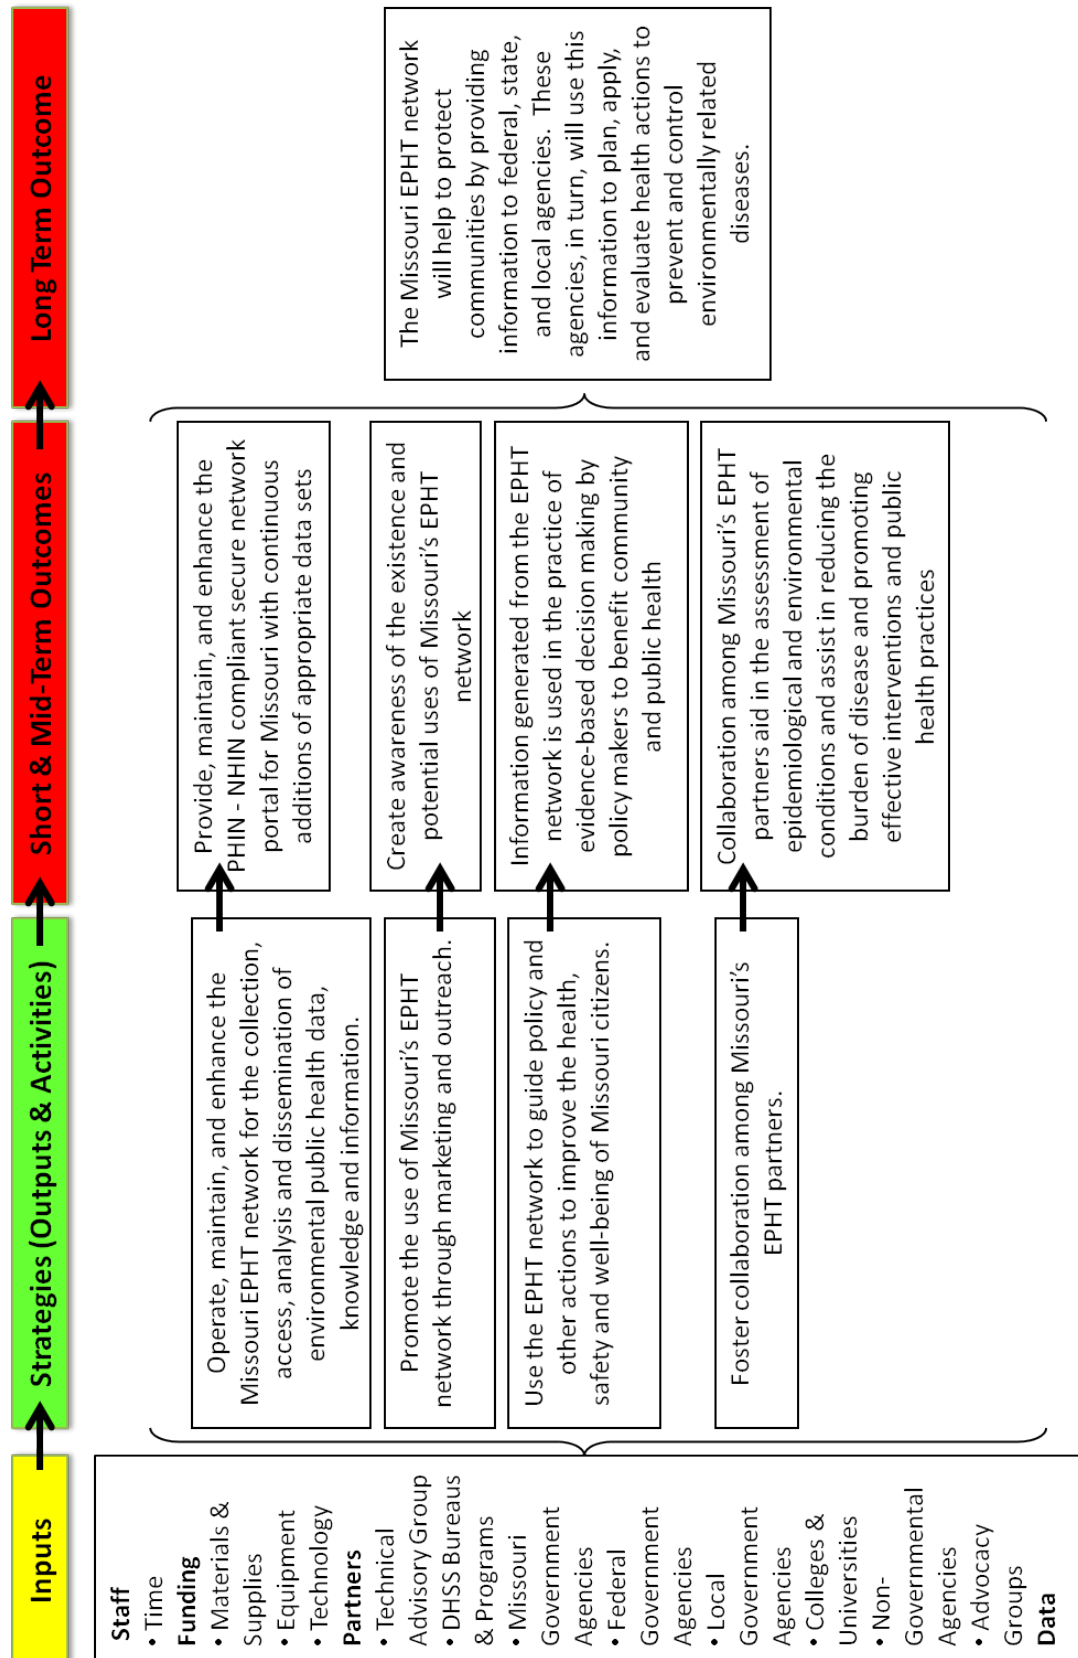 Inputs
Strategies (Outputs & Activities)
Short & Mid-Term Outcomes
Long Term Outcome
Staff
• Time
Funding
• Materials &
Supplies
• Equipment
• Technology
Partners
• Technical
Advisory Group
• DHSS Bureaus
& Programs
• Missouri
Government
Agencies
• Federal
Government
Agencies
• Local
Government
Agencies
• Colleges &
Universities
• Non-
Governmental
Agencies
• Advocacy
Groups
Data
Operate, maintain, and enhance the
Missouri EPHT network for the collection,
access, analysis and dissemination of
environmental public health data,
knowledge and information.
Promote the use of Missouri's EPHT
network through marketing and outreach.
Use the EPHT network to guide policy and
other actions to improve the health,
safety and well-being of Missouri citizens.
Foster collaboration among Missouri's
EPHT partners.
Provide, maintain, and enhance the
PHIN - NHIN compliant secure network
portal for Missouri with continuous
additions of appropriate data sets
Create awareness of the existence and
potential uses of Missouri's EPHT
network
Information generated from the EPHT
network is used in the practice of
evidence-based decision making by
policy makers to benefit community
and public health
Collaboration among Missouri's EPHT
partners aid in the assessment of
epidemiological and environmental
conditions and assist in reducing the
burden of disease and promoting
effective interventions and public
health practices
The Missouri EPHT network
will help to protect
communities by providing
information to federal, state,
and local agencies. These
agencies, in turn, will use this
information to plan, apply,
and evaluate health actions to
prevent and control
environmentally related
diseases.